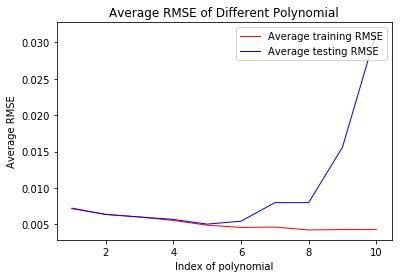 Average RMSE of Different Polynomial
Average training RMSE
Average testing RMSE
Average RMSE
0.030
0.025
0.020
0.015
0.010
0.005
2 4 6 8 10
Index of polynomial